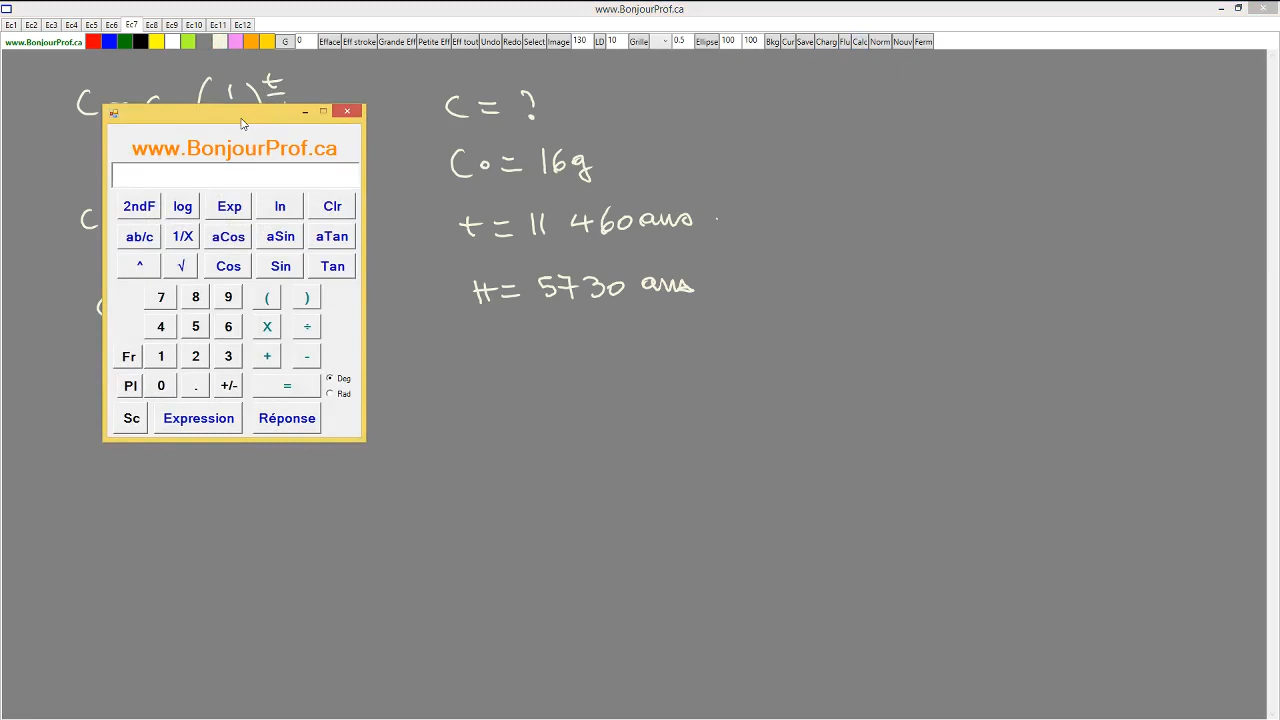 www.BonjourProf.ca
Ec1 Ec2 Ec3 Ec4 Ec5 Ec6 Ec7 Ec8 Ec9 Ec10 Ec11 Ec12
www.BonjourProf.ca G 0 Efface Eff stroke Grande Eff Petite Eff Eff tout Undo Redo Select Image 130 LD 10 Grille 0.5 Ellipse 100 100 Bkg Cur Save Charg Flu Calc Norm Nouv Ferm
C = ?
C₀ = 16g
t = 11 460 ans
H = 5730 ans
www.BonjourProf.ca
2ndF log Exp ln Clr
ab/c 1/X aCos aSin aTan
^ √ Cos Sin Tan
7 8 9 ( )
4 5 6 X ÷
Fr 1 2 3 + -
PI 0 . +/- = Deg
Rad
Sc Expression Réponse